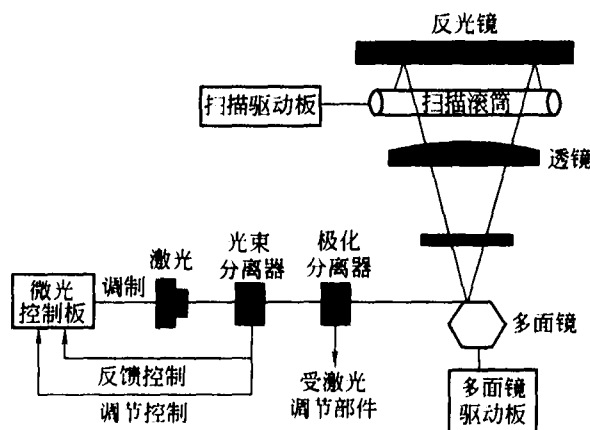 反光镜
扫描驱动板
扫描滚筒
透镜
光束
分离器
极化
分离器
激光
调制
微光
控制板
多面镜
反馈控制
调节控制
受激光
调节部件
多面镜
驱动板